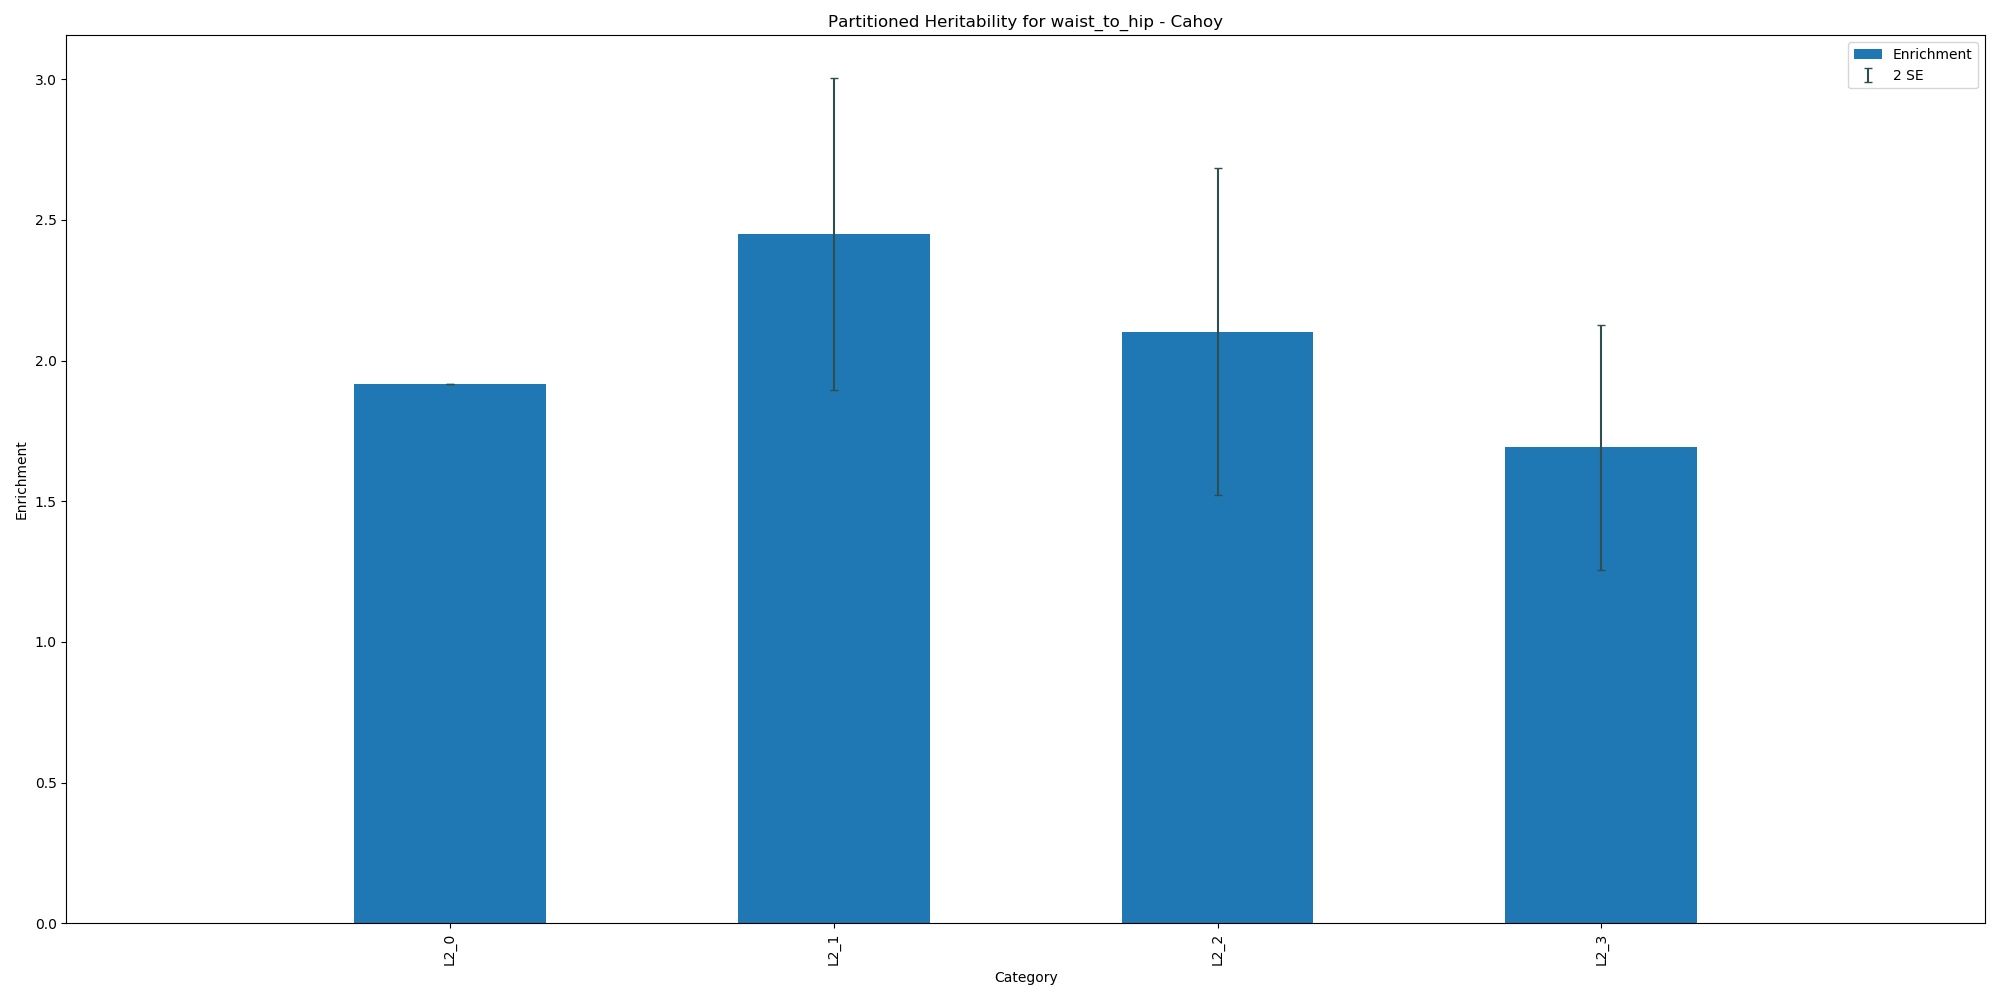 Partitioned Heritability for waist_to_hip - Cahoy
Enrichment
2 SE
3.0
2.5
2.0
1.5
1.0
0.5
0.0
Enrichment
L2_0
L2_1
L2_2
L2_3
Category